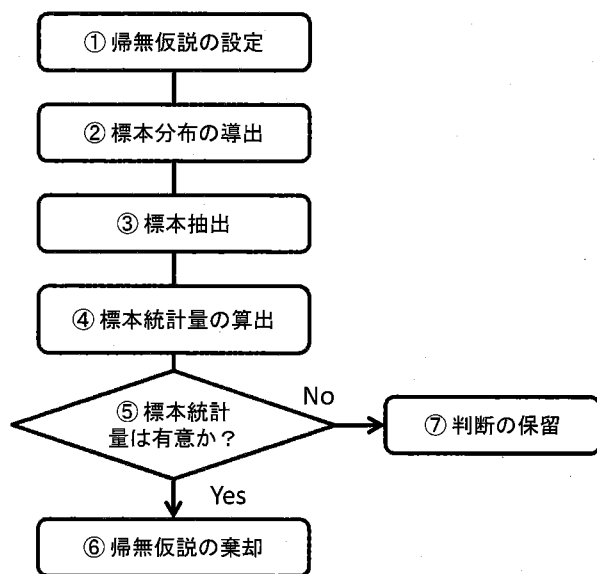 ① 帰無仮説の設定
② 標本分布の導出
③ 標本抽出
④ 標本統計量の算出
⑤ 標本統計
量は有意か？
No
⑦ 判断の保留
Yes
⑥ 帰無仮説の棄却